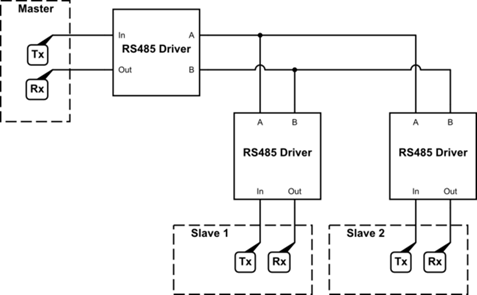 Master
In A
Tx
RS485 Driver
Out B
Rx
A B
RS485 Driver
In Out
A B
RS485 Driver
In Out
Slave 1
Tx Rx
Slave 2
Tx Rx